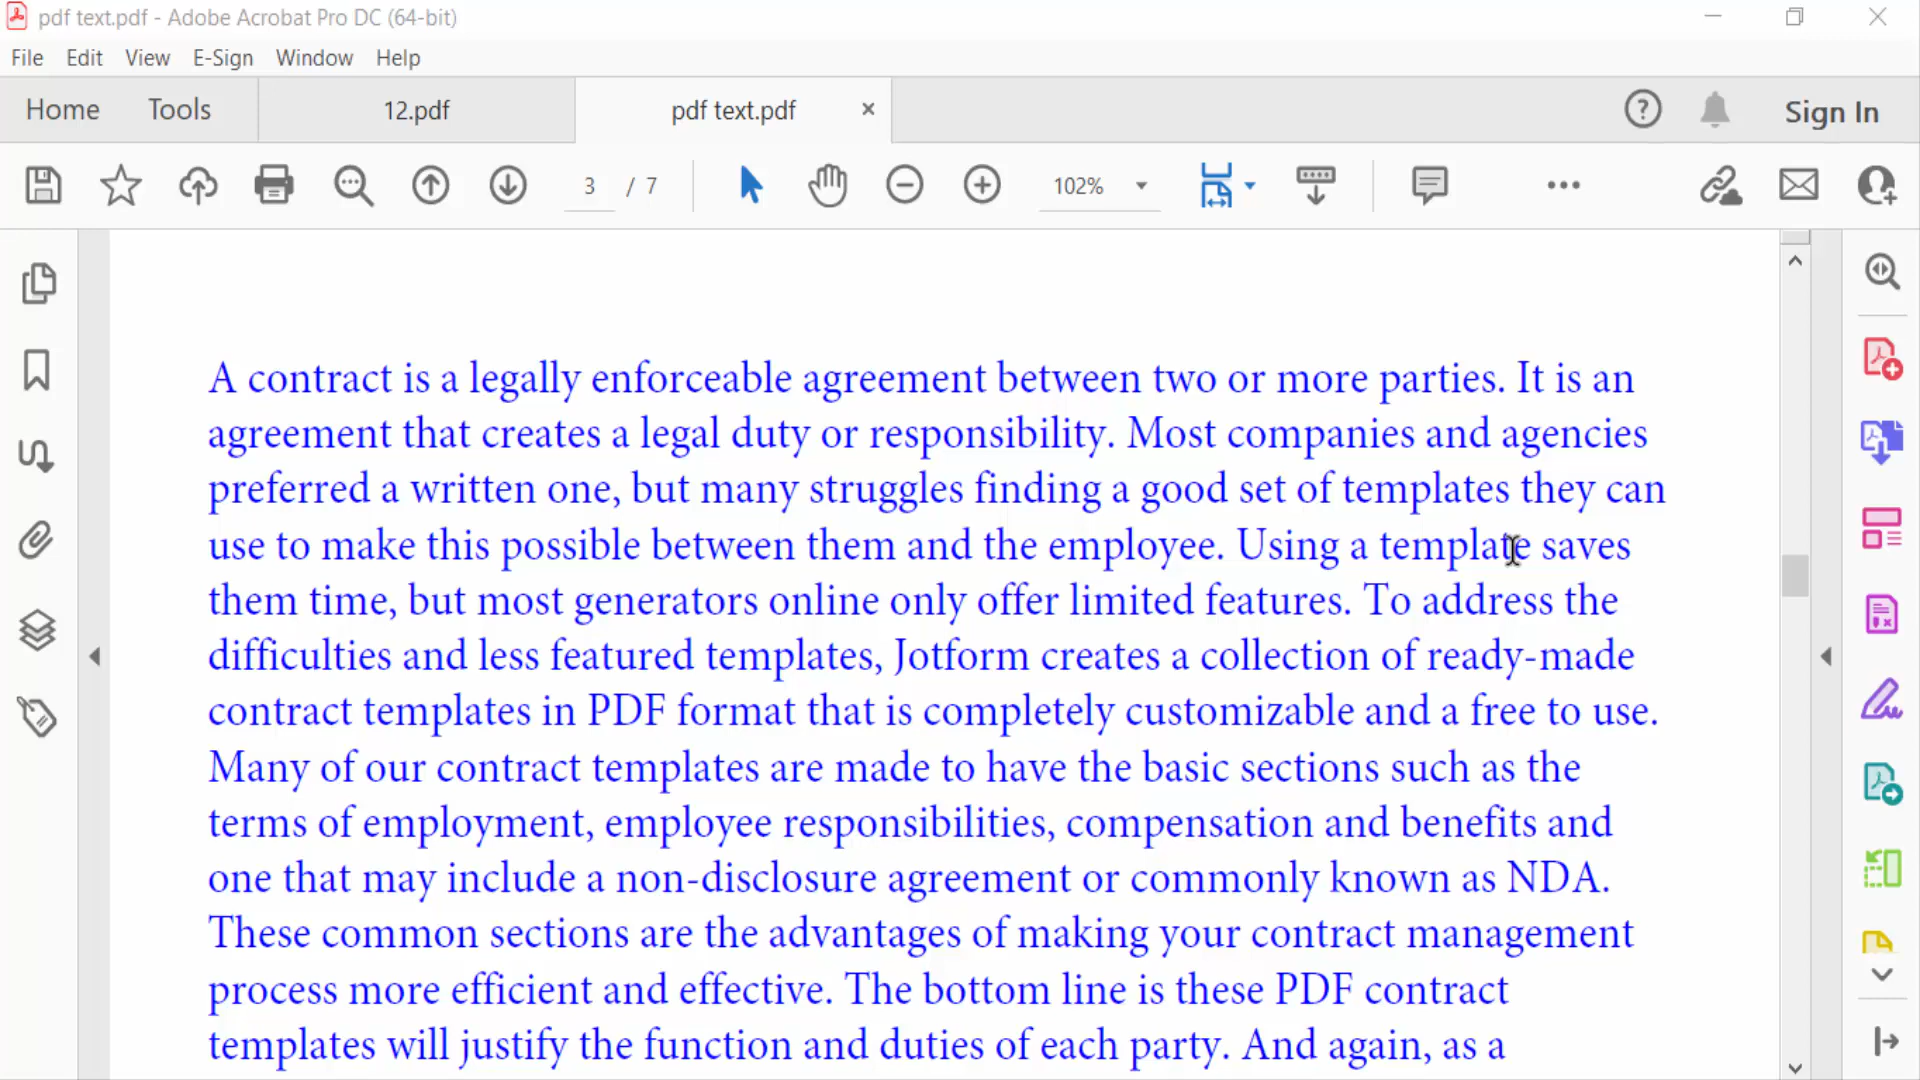 pdf text.pdf - Adobe Acrobat Pro DC (64-bit)
File Edit View E-Sign Window Help
Home Tools 12.pdf pdf text.pdf Sign In
3 / 7 102%
A contract is a legally enforceable agreement between two or more parties. It is an
agreement that creates a legal duty or responsibility. Most companies and agencies
preferred a written one, but many struggles finding a good set of templates they can
use to make this possible between them and the employee. Using a template saves
them time, but most generators online only offer limited features. To address the
difficulties and less featured templates, Jotform creates a collection of ready-made
contract templates in PDF format that is completely customizable and a free to use.
Many of our contract templates are made to have the basic sections such as the
terms of employment, employee responsibilities, compensation and benefits and
one that may include a non-disclosure agreement or commonly known as NDA.
These common sections are the advantages of making your contract management
process more efficient and effective. The bottom line is these PDF contract
templates will justify the function and duties of each party. And again, as a